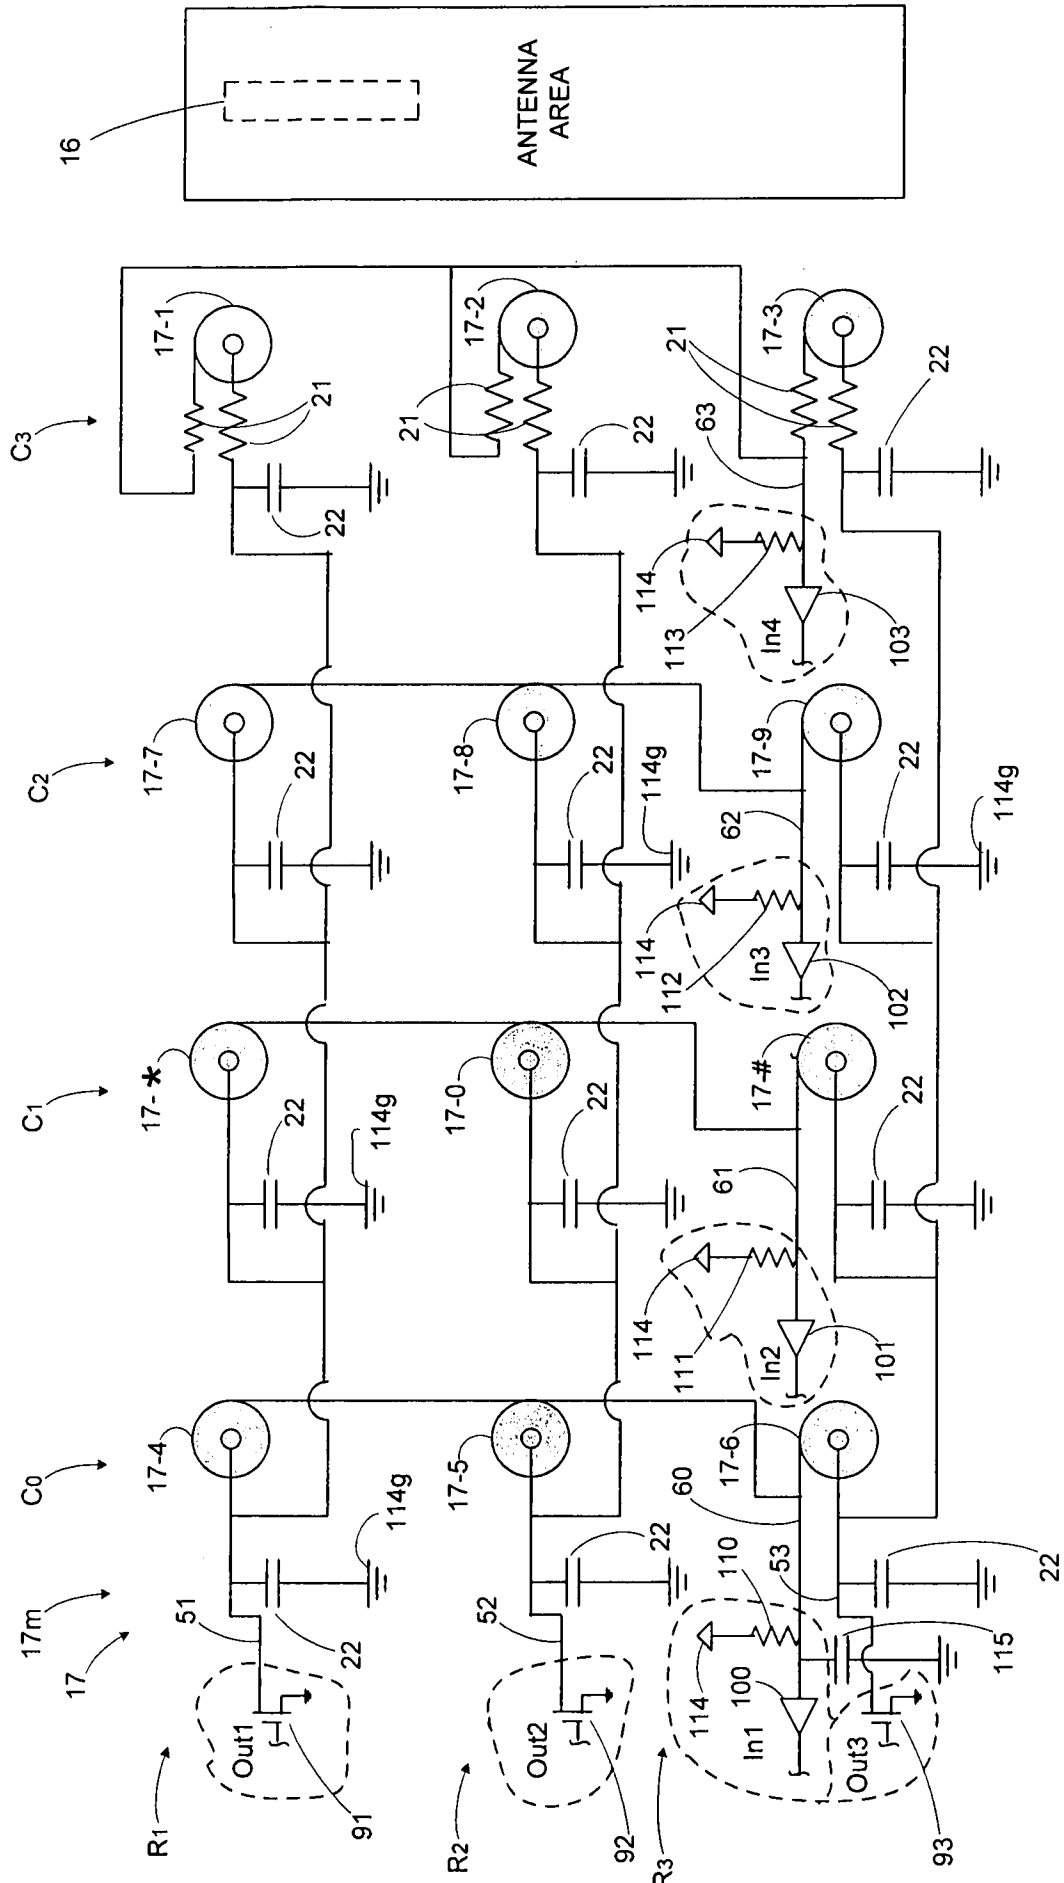 C0
C1
C2
C3
17m
17
16
R1
17-4
17-*
17-7
17-1
51
Out1
91
22
114g
22
114g
22
22
21
R2
17-5
17-0
17-8
17-2
21
52
Out2
92
22
22
22
114g
22
ANTENNA
AREA
R3
114
110
60
17-6
114
111
61
17-#
114
112
62
17-9
114
113
63
21
17-3
In1
100
In2
101
In3
102
In4
103
53
Out3
93
115
22
22
22
114g
22